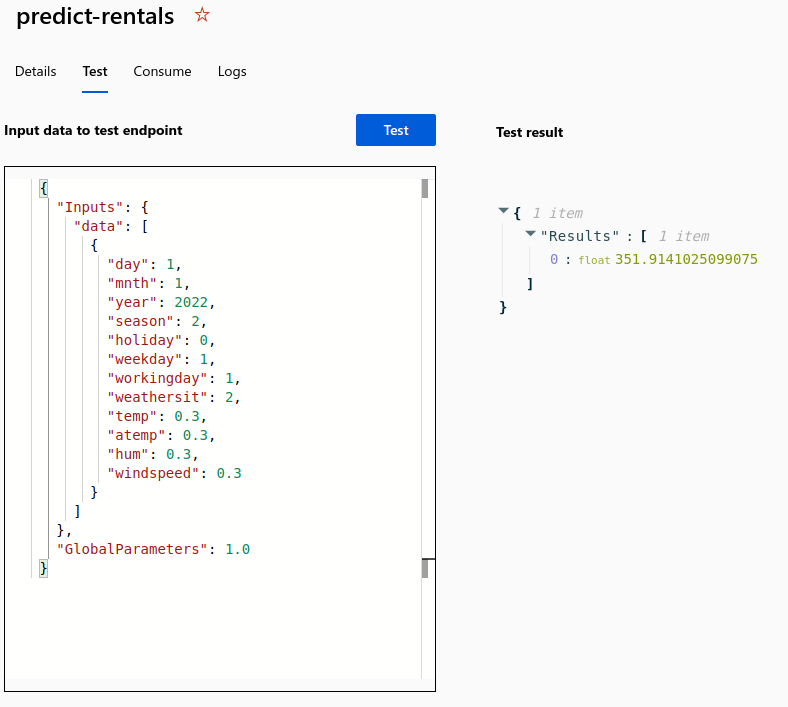 predict-rentals ☆
Details Test Consume Logs
Input data to test endpoint
Test
{
"Inputs": {
"data": [
{
"day": 1,
"mnth": 1,
"year": 2022,
"season": 2,
"holiday": 0,
"weekday": 1,
"workingday": 1,
"weathersit": 2,
"temp": 0.3,
"atemp": 0.3,
"hum": 0.3,
"windspeed": 0.3
}
]
},
"GlobalParameters": 1.0
}
Test result
{ 1 item
"Results" : [ 1 item
0 : float 351.9141025099075
]
}